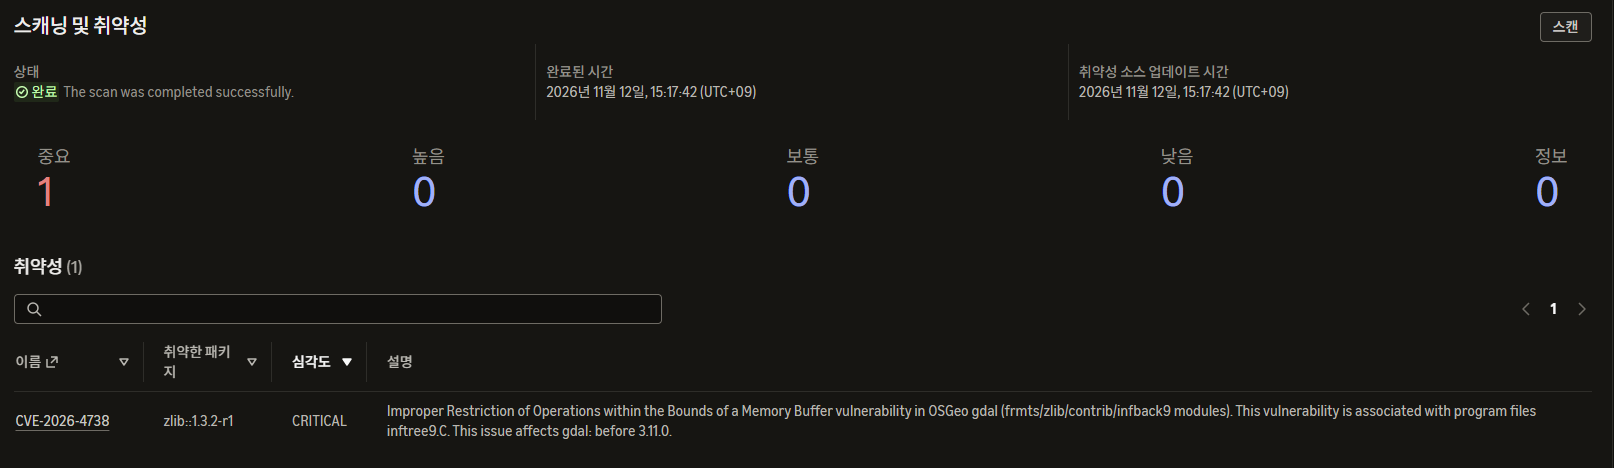 스캐닝 및 취약성
스캔
상태
완료 The scan was completed successfully.
완료된 시간
2026년 11월 12일, 15:17:42 (UTC+09)
취약성 소스 업데이트 시간
2026년 11월 12일, 15:17:42 (UTC+09)
중요
1
높음
0
보통
0
낮음
0
정보
0
취약성 (1)
1
이름
취약한 패키
지
심각도
설명
CVE-2026-4738
zlib::1.3.2-r1
CRITICAL
Improper Restriction of Operations within the Bounds of a Memory Buffer vulnerability in OSGeo gdal (frmts/zlib/contrib/infback9 modules). This vulnerability is associated with program files
inftree9.C. This issue affects gdal: before 3.11.0.